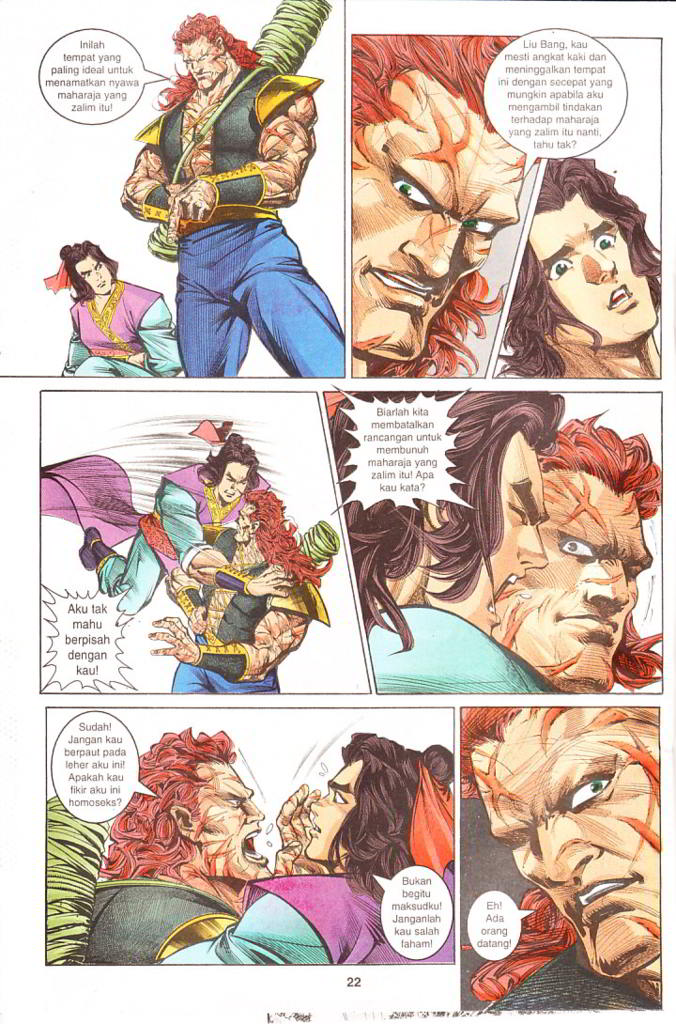 Inilah
tempat yang
paling ideal untuk
menamatkan nyawa
maharaja yang
zalim itu!
Liu Bang, kau
mesti angkat kaki dan
meninggalkan tempat
ini dengan secepat yang
mungkin apabila aku
mengambil tindakan
terhadap maharaja
yang zalim itu nanti,
tahu tak?
Aku tak
mahu
berpisah
dengan
kau!
Biarlah kita
membatalkan
rancangan untuk
membunuh
maharaja yang
zalim itu! Apa
kau kata?
Sudah!
Jangan kau
berpaut pada
leher aku ini!
Apakah kau
fikir aku ini
homoseks?
Bukan
begitu
maksudku!
Janganlah
kau salah
faham!
Eh!
Ada
orang
datang!
22